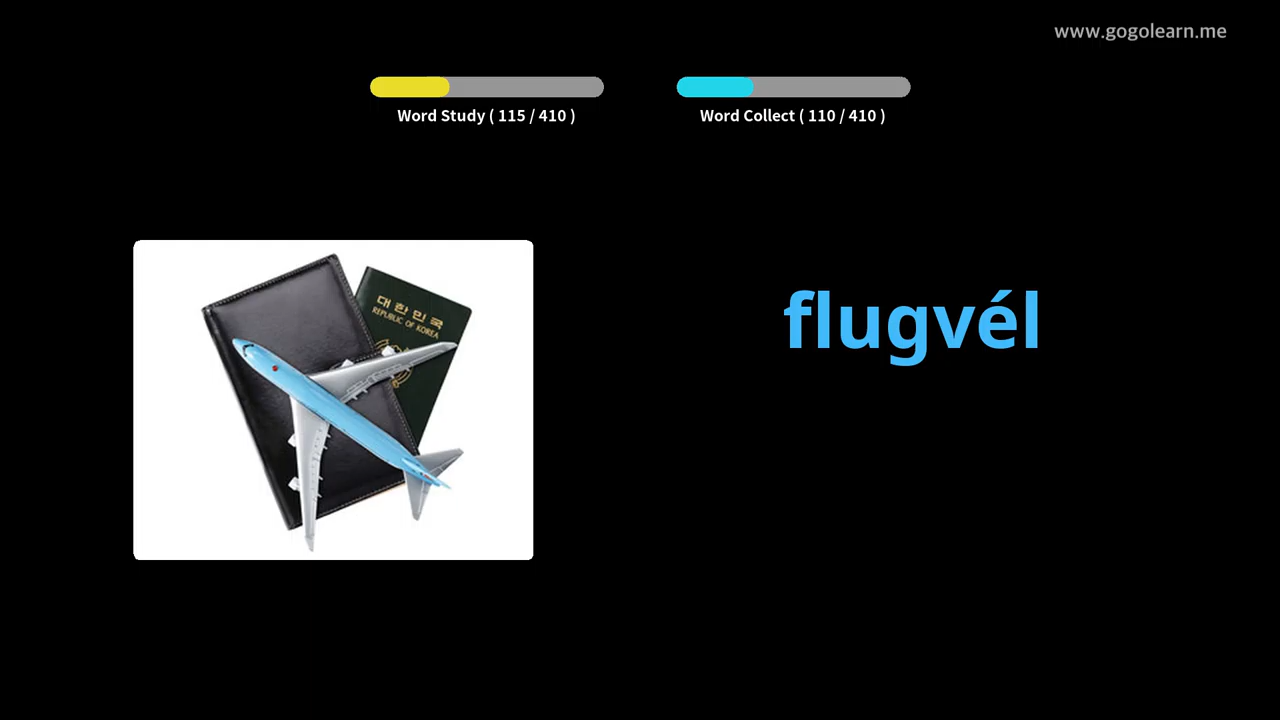 www.gogolearn.me
Word Study ( 115 / 410 )
Word Collect ( 110 / 410 )
대한민국
REPUBLIC OF KOREA
flugvél